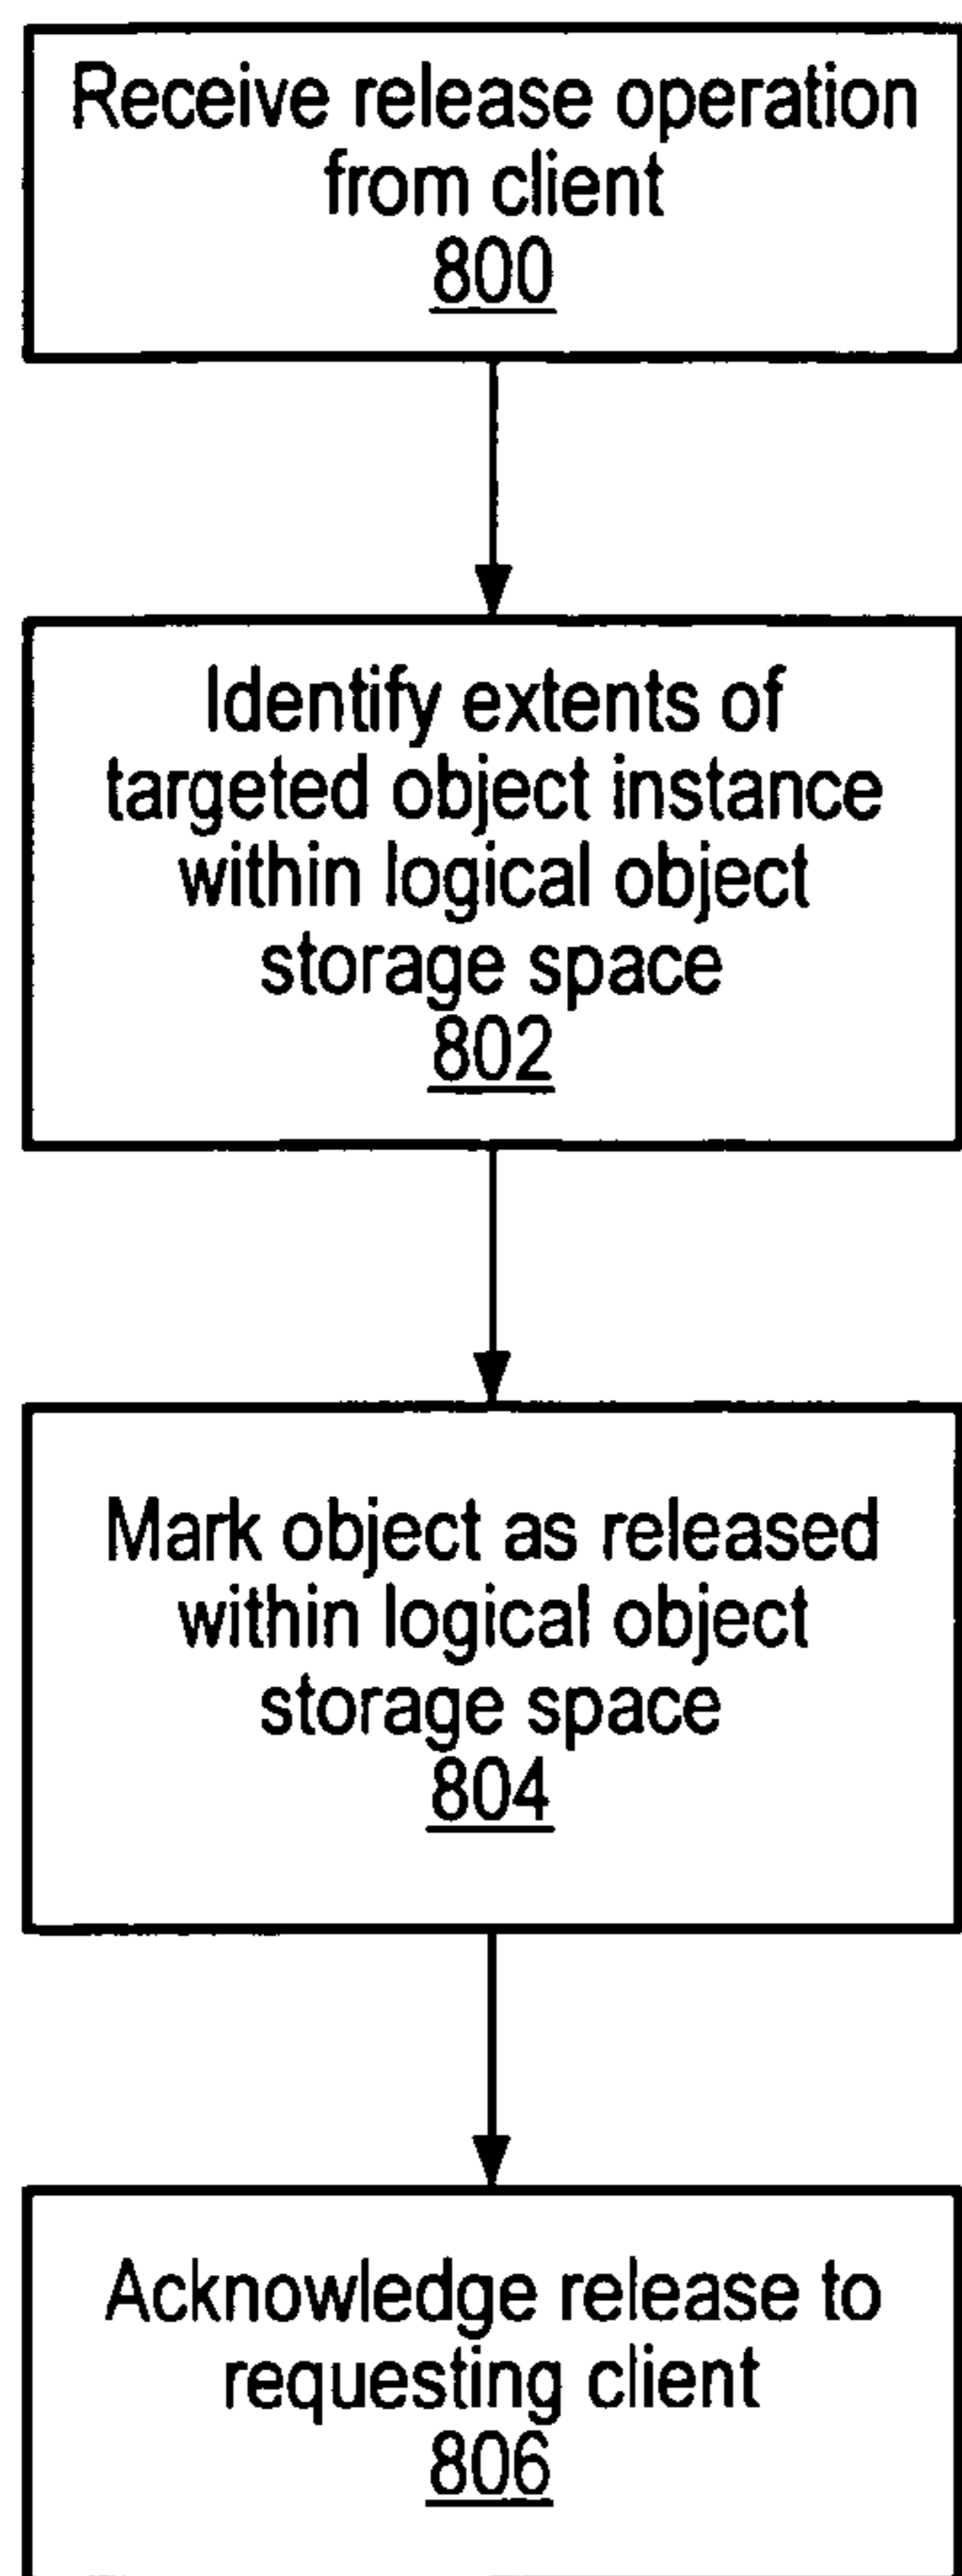 Receive release operation
from client
800
Identify extents of
targeted object instance
within logical object
storage space
802
Mark object as released
within logical object
storage space
804
Acknowledge release to
requesting client
806